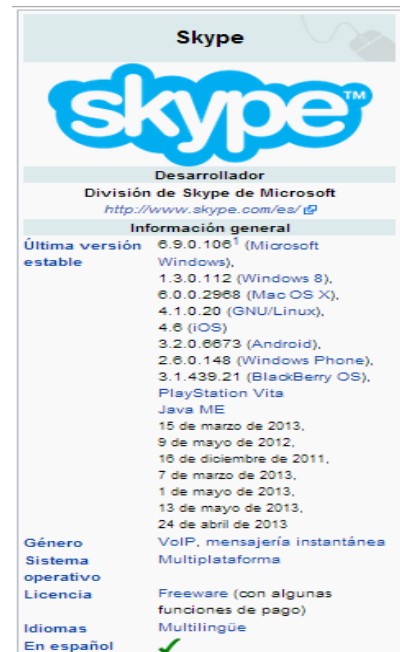 Skype
skype™
Desarrollador
División de Skype de Microsoft
http://www.skype.com/es/
Información general
Última versión 6.9.0.106¹ (Microsoft
estable Windows),
1.3.0.112 (Windows 8),
6.0.0.2968 (Mac OS X),
4.1.0.20 (GNU/Linux),
4.6 (iOS)
3.2.0.6673 (Android),
2.6.0.148 (Windows Phone),
3.1.439.21 (BlackBerry OS),
PlayStation Vita
Java ME
15 de marzo de 2013,
9 de mayo de 2012,
16 de diciembre de 2011,
7 de marzo de 2013,
1 de mayo de 2013,
13 de mayo de 2013,
24 de abril de 2013
Género VoIP, mensajería instantánea
Sistema Multiplataforma
operativo
Licencia Freeware (con algunas
funciones de pago)
Idiomas Multilingüe
En español ✓